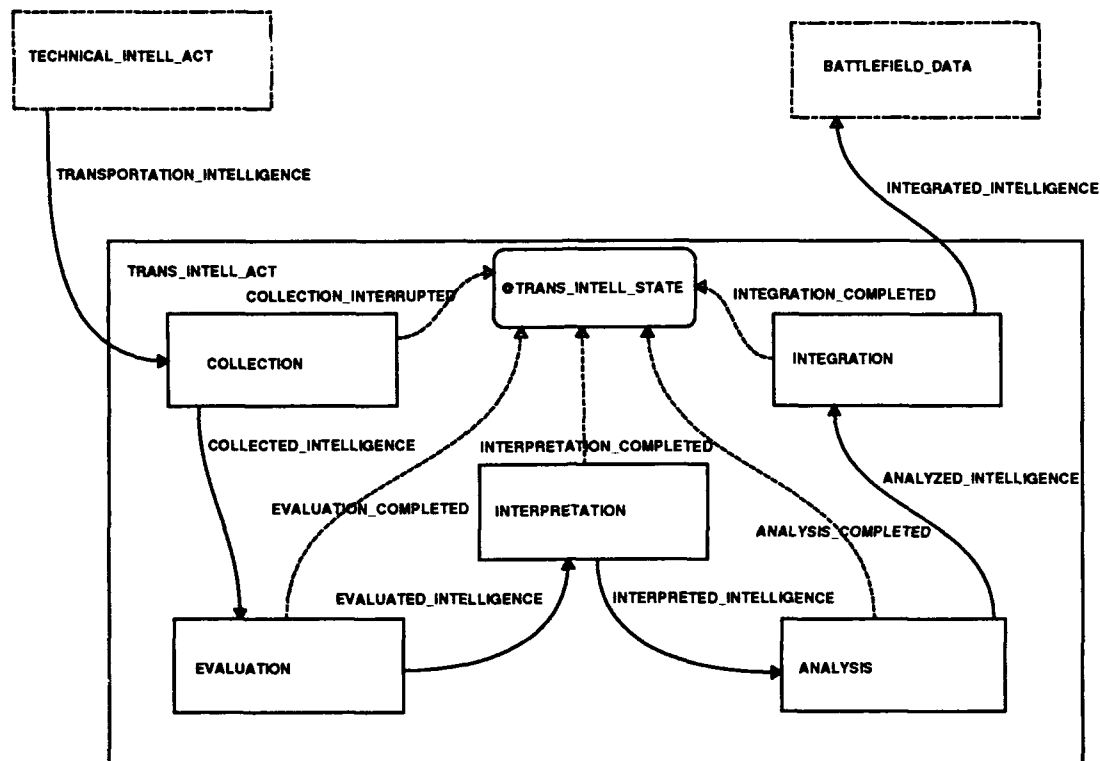 TECHNICAL_INTELL_ACT
BATTLEFIELD_DATA
TRANSPORTATION_INTELLIGENCE
INTEGRATED_INTELLIGENCE
TRANS_INTELL_ACT
COLLECTION_INTERRUPTED
@TRANS_INTELL_STATE
INTEGRATION_COMPLETED
COLLECTION
INTEGRATION
COLLECTED_INTELLIGENCE
INTERPRETATION_COMPLETED
ANALYZED_INTELLIGENCE
EVALUATION_COMPLETED
INTERPRETATION
ANALYSIS_COMPLETED
EVALUATED_INTELLIGENCE
INTERPRETED_INTELLIGENCE
EVALUATION
ANALYSIS